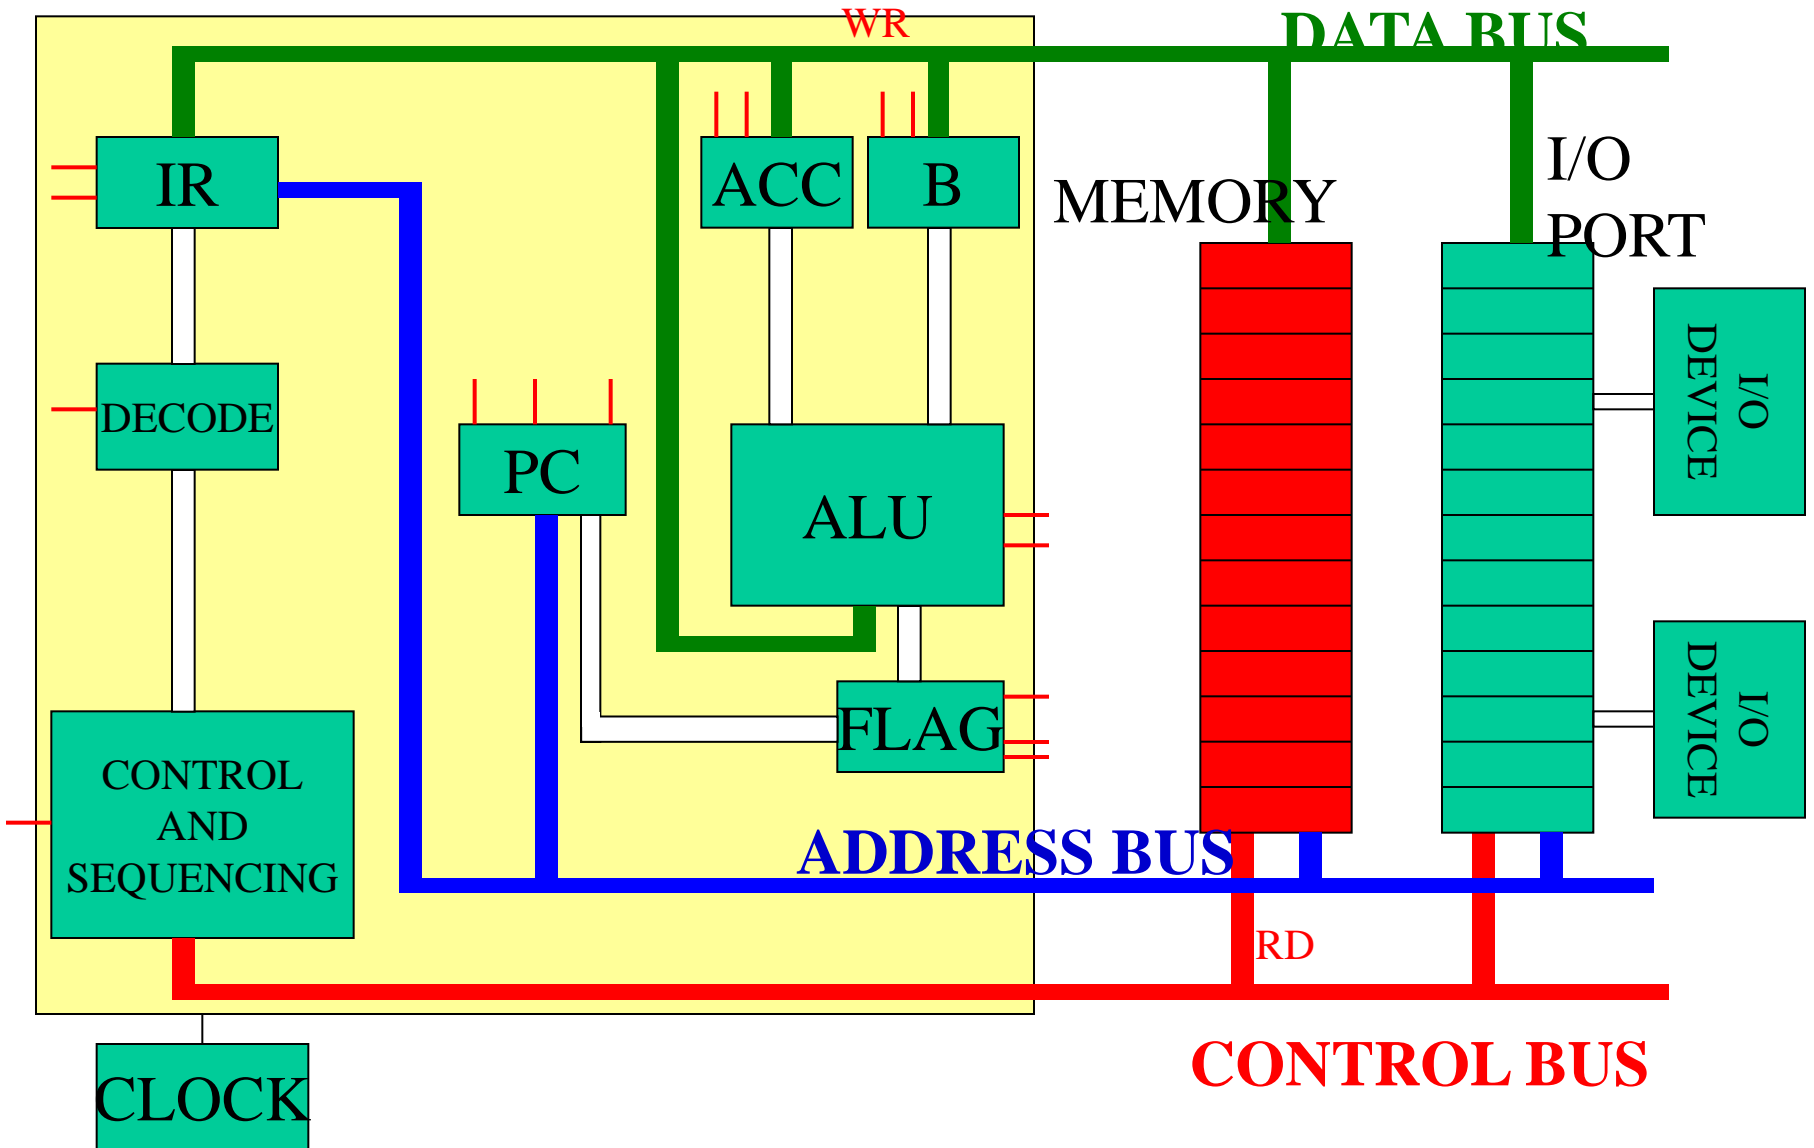 WR
DATA BUS
IR
ACC
B
MEMORY
I/O
PORT
DECODE
PC
ALU
I/O
DEVICE
FLAG
I/O
DEVICE
CONTROL
AND
SEQUENCING
ADDRESS BUS
RD
CONTROL BUS
CLOCK